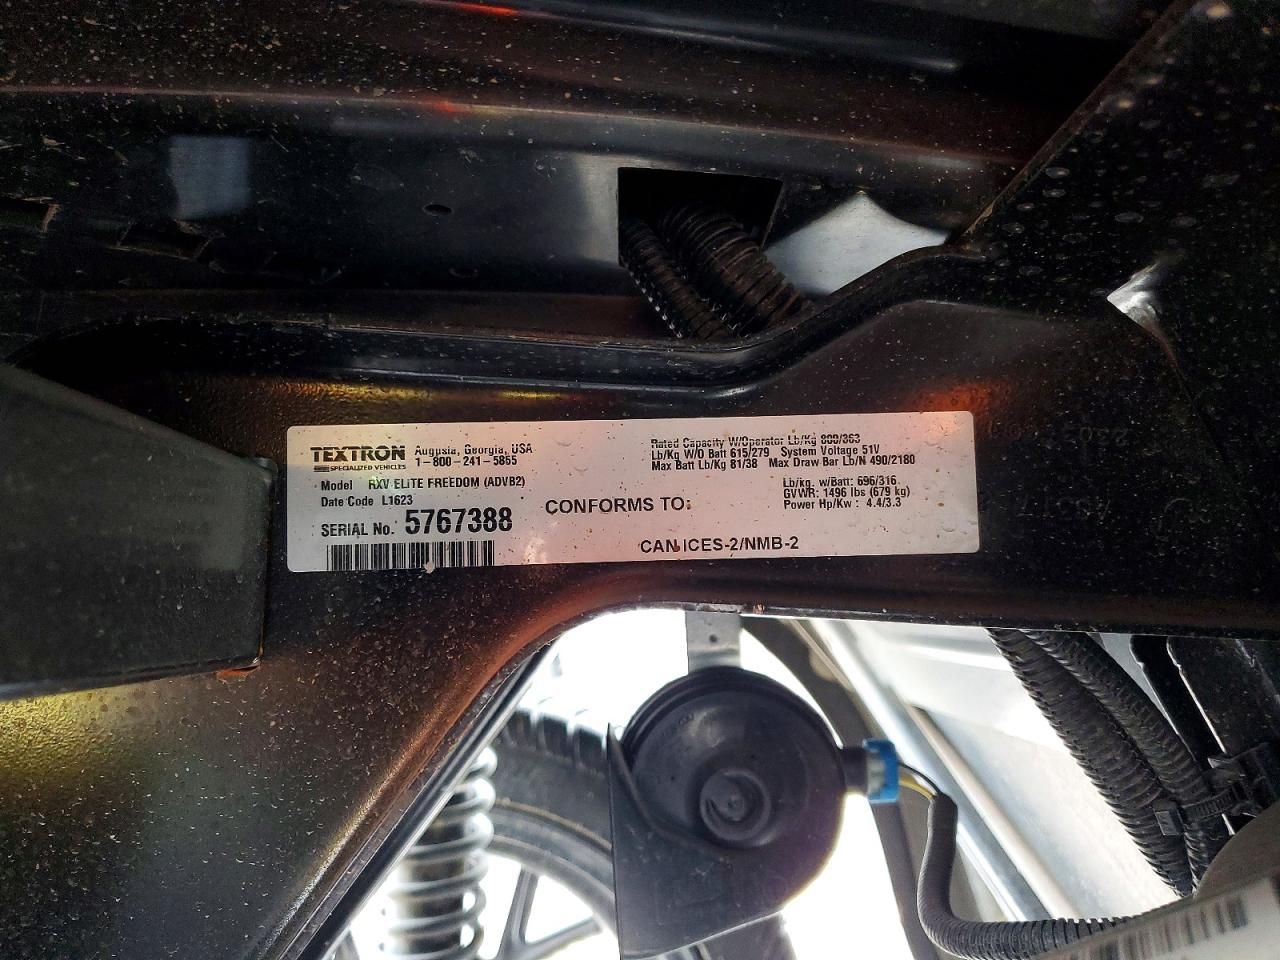 TEXTRON
SPECIALIZED VEHICLES
Augusta, Georgia, USA
1-800-241-5855
Model RXV ELITE FREEDOM (ADVB2)
Date Code L1623
SERIAL No. 5767388
CONFORMS TO:
CAN ICES-2/NMB-2
Rated Capacity W/Operator Lb/Kg 800/363
Lb/Kg W/O Batt 615/279 System Voltage 51V
Max Batt Lb/Kg 81/38 Max Draw Bar Lb/N 490/2180
Lb/kg. w/Batt: 696/316
GVWR: 1496 lbs (679 kg)
Power Hp/Kw : 4.4/3.3